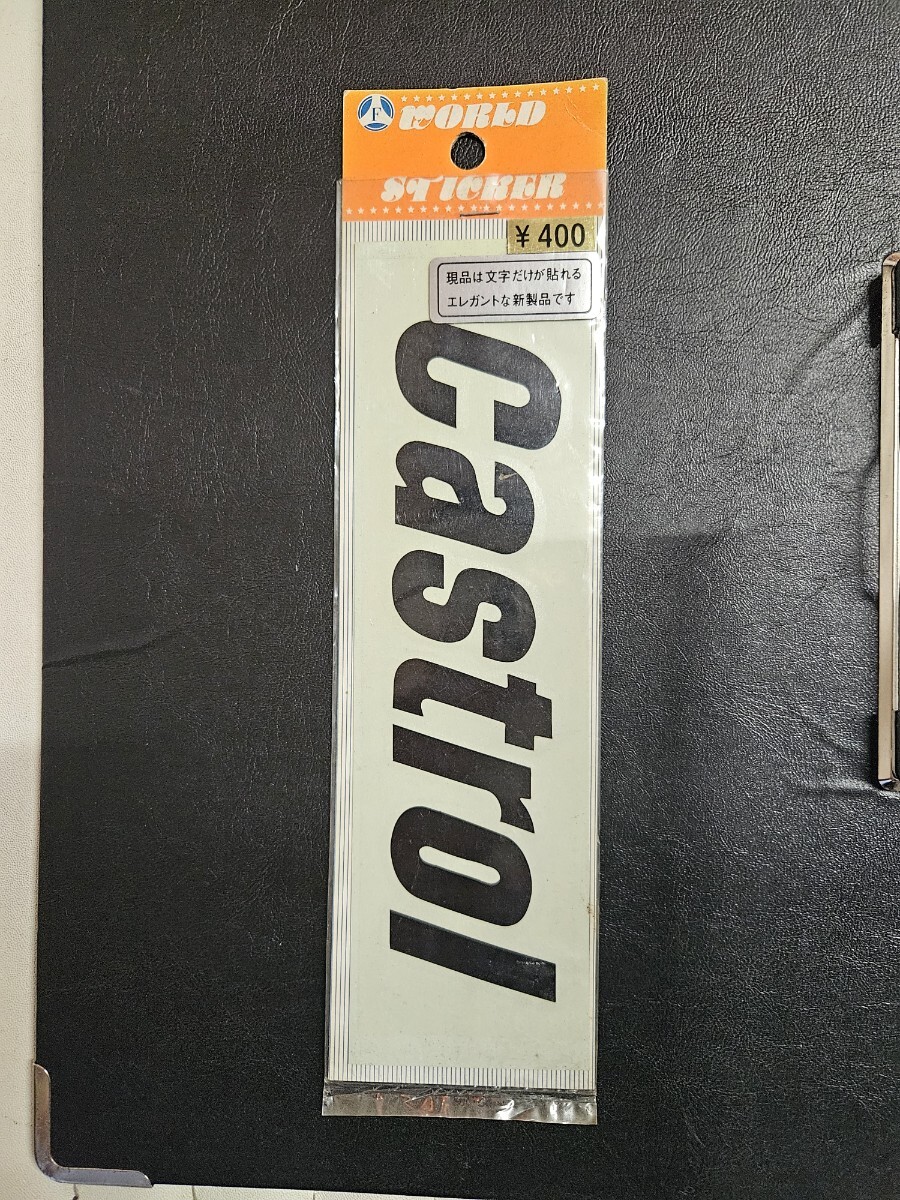 F
WORLD
STICKER
¥400
現品は文字だけが貼れる
エレガントな新製品です
Castrol